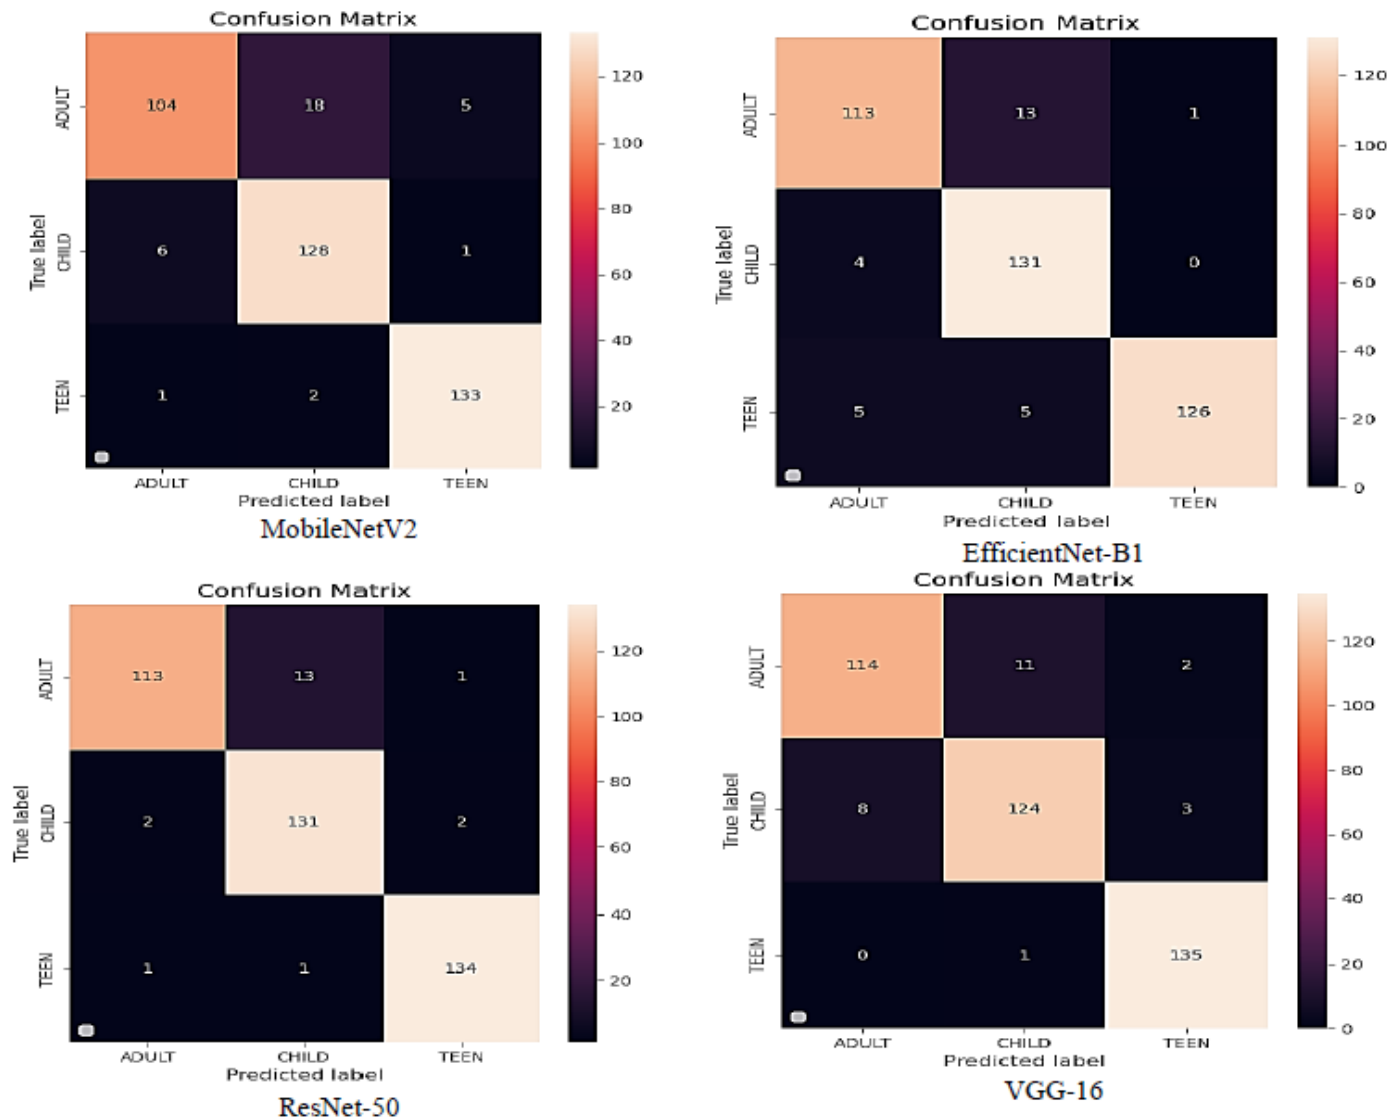 Confusion Matrix
ADULT 104 18 5
CHILD 6 128 1
TEEN 1 2 133
True label
ADULT CHILD TEEN
Predicted label
120
100
80
60
40
20
MobileNetV2
Confusion Matrix
ADULT 113 13 1
CHILD 4 131 0
TEEN 5 5 126
True label
ADULT CHILD TEEN
Predicted label
120
100
80
60
40
20
0
EfficientNet-B1
Confusion Matrix
ADULT 113 13 1
CHILD 2 131 2
TEEN 1 1 134
True label
ADULT CHILD TEEN
Predicted label
120
100
80
60
40
20
ResNet-50
Confusion Matrix
ADULT 114 11 2
CHILD 8 124 3
TEEN 0 1 135
True label
ADULT CHILD TEEN
Predicted label
120
100
80
60
40
20
0
VGG-16